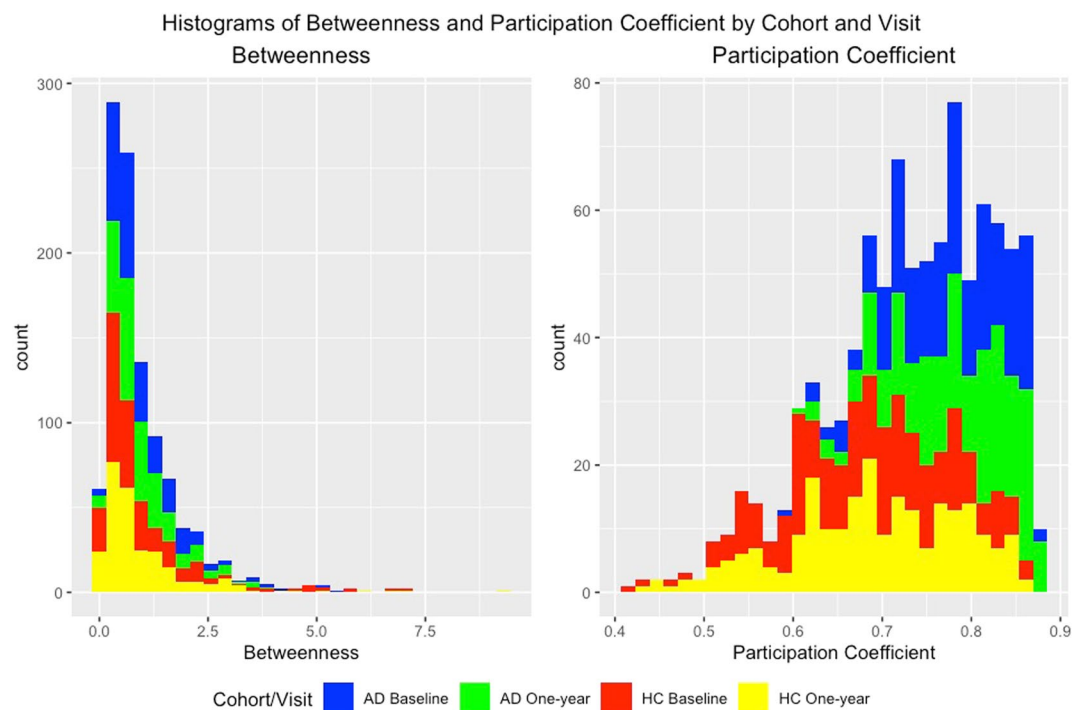 Histograms of Betweenness and Participation Coefficient by Cohort and Visit
Betweenness
Participation Coefficient
300
200
100
0
count
0.0 2.5 5.0 7.5
Betweenness
80
60
40
20
0
count
0.4 0.5 0.6 0.7 0.8 0.9
Participation Coefficient
Cohort/Visit AD Baseline AD One-year HC Baseline HC One-year